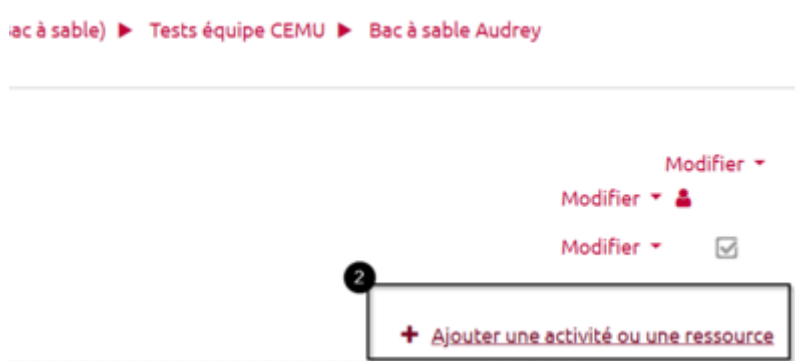 ac à sable) ► Tests équipe CEMU ► Bac à sable Audrey
Modifier
Modifier
Modifier
2
+ Ajouter une activité ou une ressource